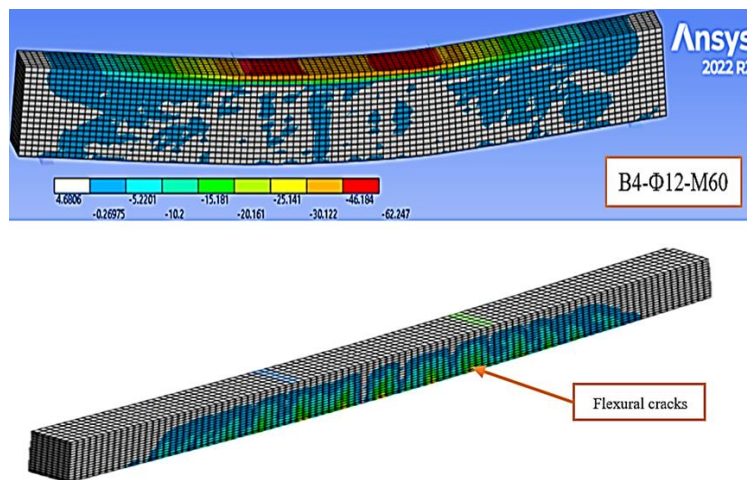 Ansys
2022 R
B4-Φ12-M60
4.6806 -5.2201 -15.181 -25.141 -46.184
-0.26975 -10.2 -20.161 -30.122 -62.247
Flexural cracks